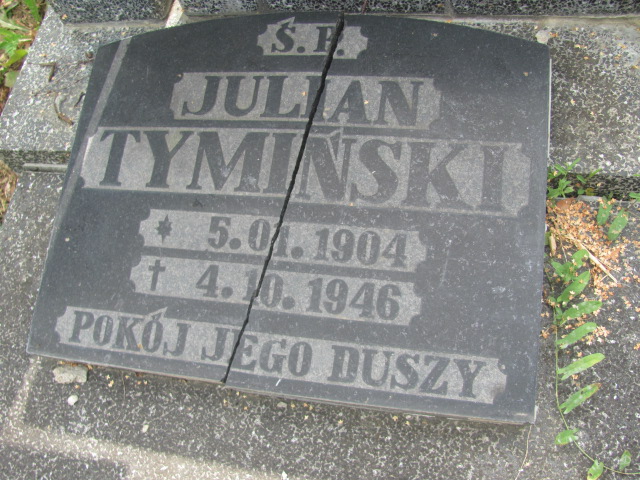 Ś.P.
JULIAN
TYMIŃSKI
* 5.01.1904
† 4.10.1946
POKÓJ JEGO DUSZY